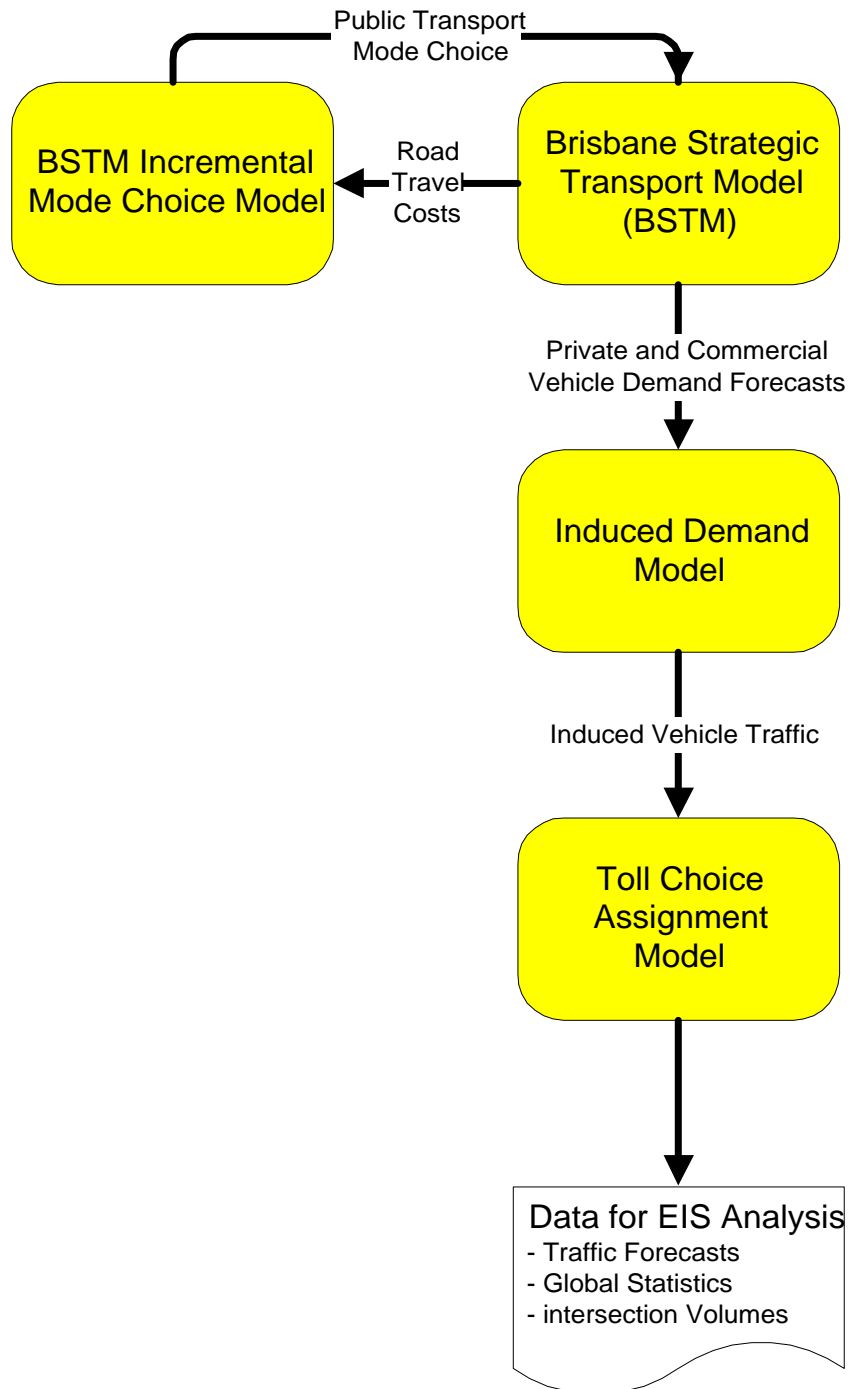 Public Transport
Mode Choice
BSTM Incremental
Mode Choice Model
Road
Travel
Costs
Brisbane Strategic
Transport Model
(BSTM)
Private and Commercial
Vehicle Demand Forecasts
Induced Demand
Model
Induced Vehicle Traffic
Toll Choice
Assignment
Model
Data for EIS Analysis
- Traffic Forecasts
- Global Statistics
- intersection Volumes